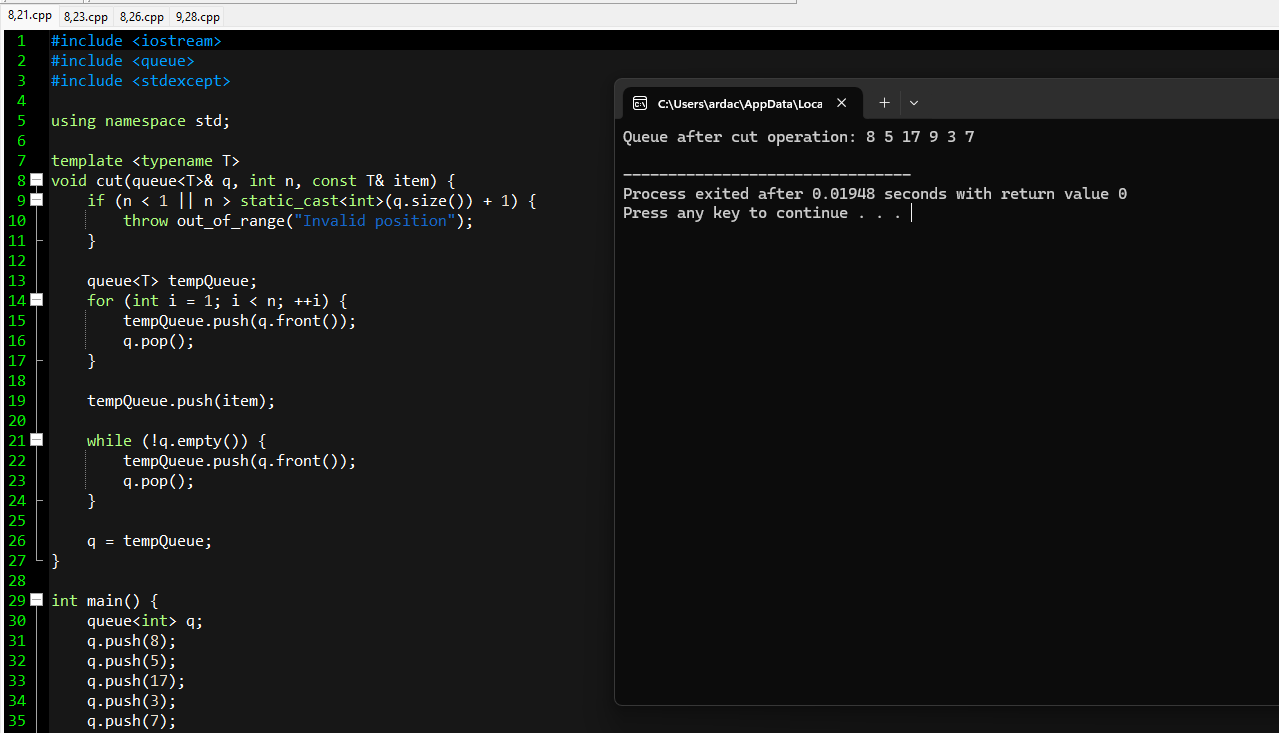 8,21.cpp 8,23.cpp 8,26.cpp 9,28.cpp
1 #include <iostream>
2 #include <queue>
3 #include <stdexcept>
4
5 using namespace std;
6
7 template <typename T>
8 void cut(queue<T>& q, int n, const T& item) {
9 if (n < 1 || n > static_cast<int>(q.size()) + 1) {
10 throw out_of_range("Invalid position");
11 }
12
13 queue<T> tempQueue;
14 for (int i = 1; i < n; ++i) {
15 tempQueue.push(q.front());
16 q.pop();
17 }
18
19 tempQueue.push(item);
20
21 while (!q.empty()) {
22 tempQueue.push(q.front());
23 q.pop();
24 }
25
26 q = tempQueue;
27 }
28
29 int main() {
30 queue<int> q;
31 q.push(8);
32 q.push(5);
33 q.push(17);
34 q.push(3);
35 q.push(7);
C:\Users\ardac\AppData\Loca
Queue after cut operation: 8 5 17 9 3 7
--------------------------------
Process exited after 0.01948 seconds with return value 0
Press any key to continue . . .